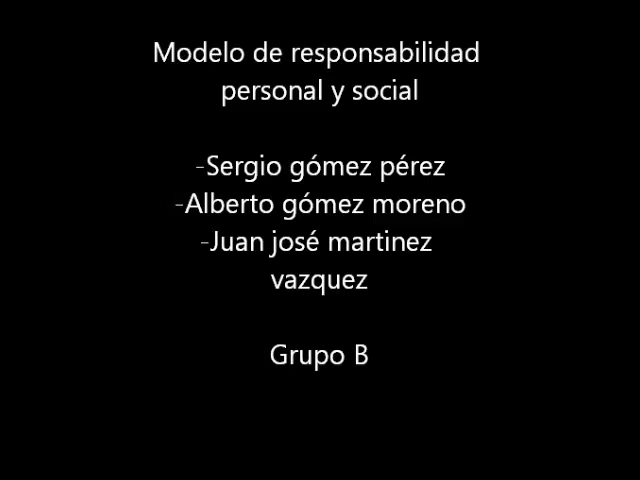 Modelo de responsabilidad
personal y social
-Sergio gómez pérez
-Alberto gómez moreno
-Juan josé martinez
vazquez
Grupo B